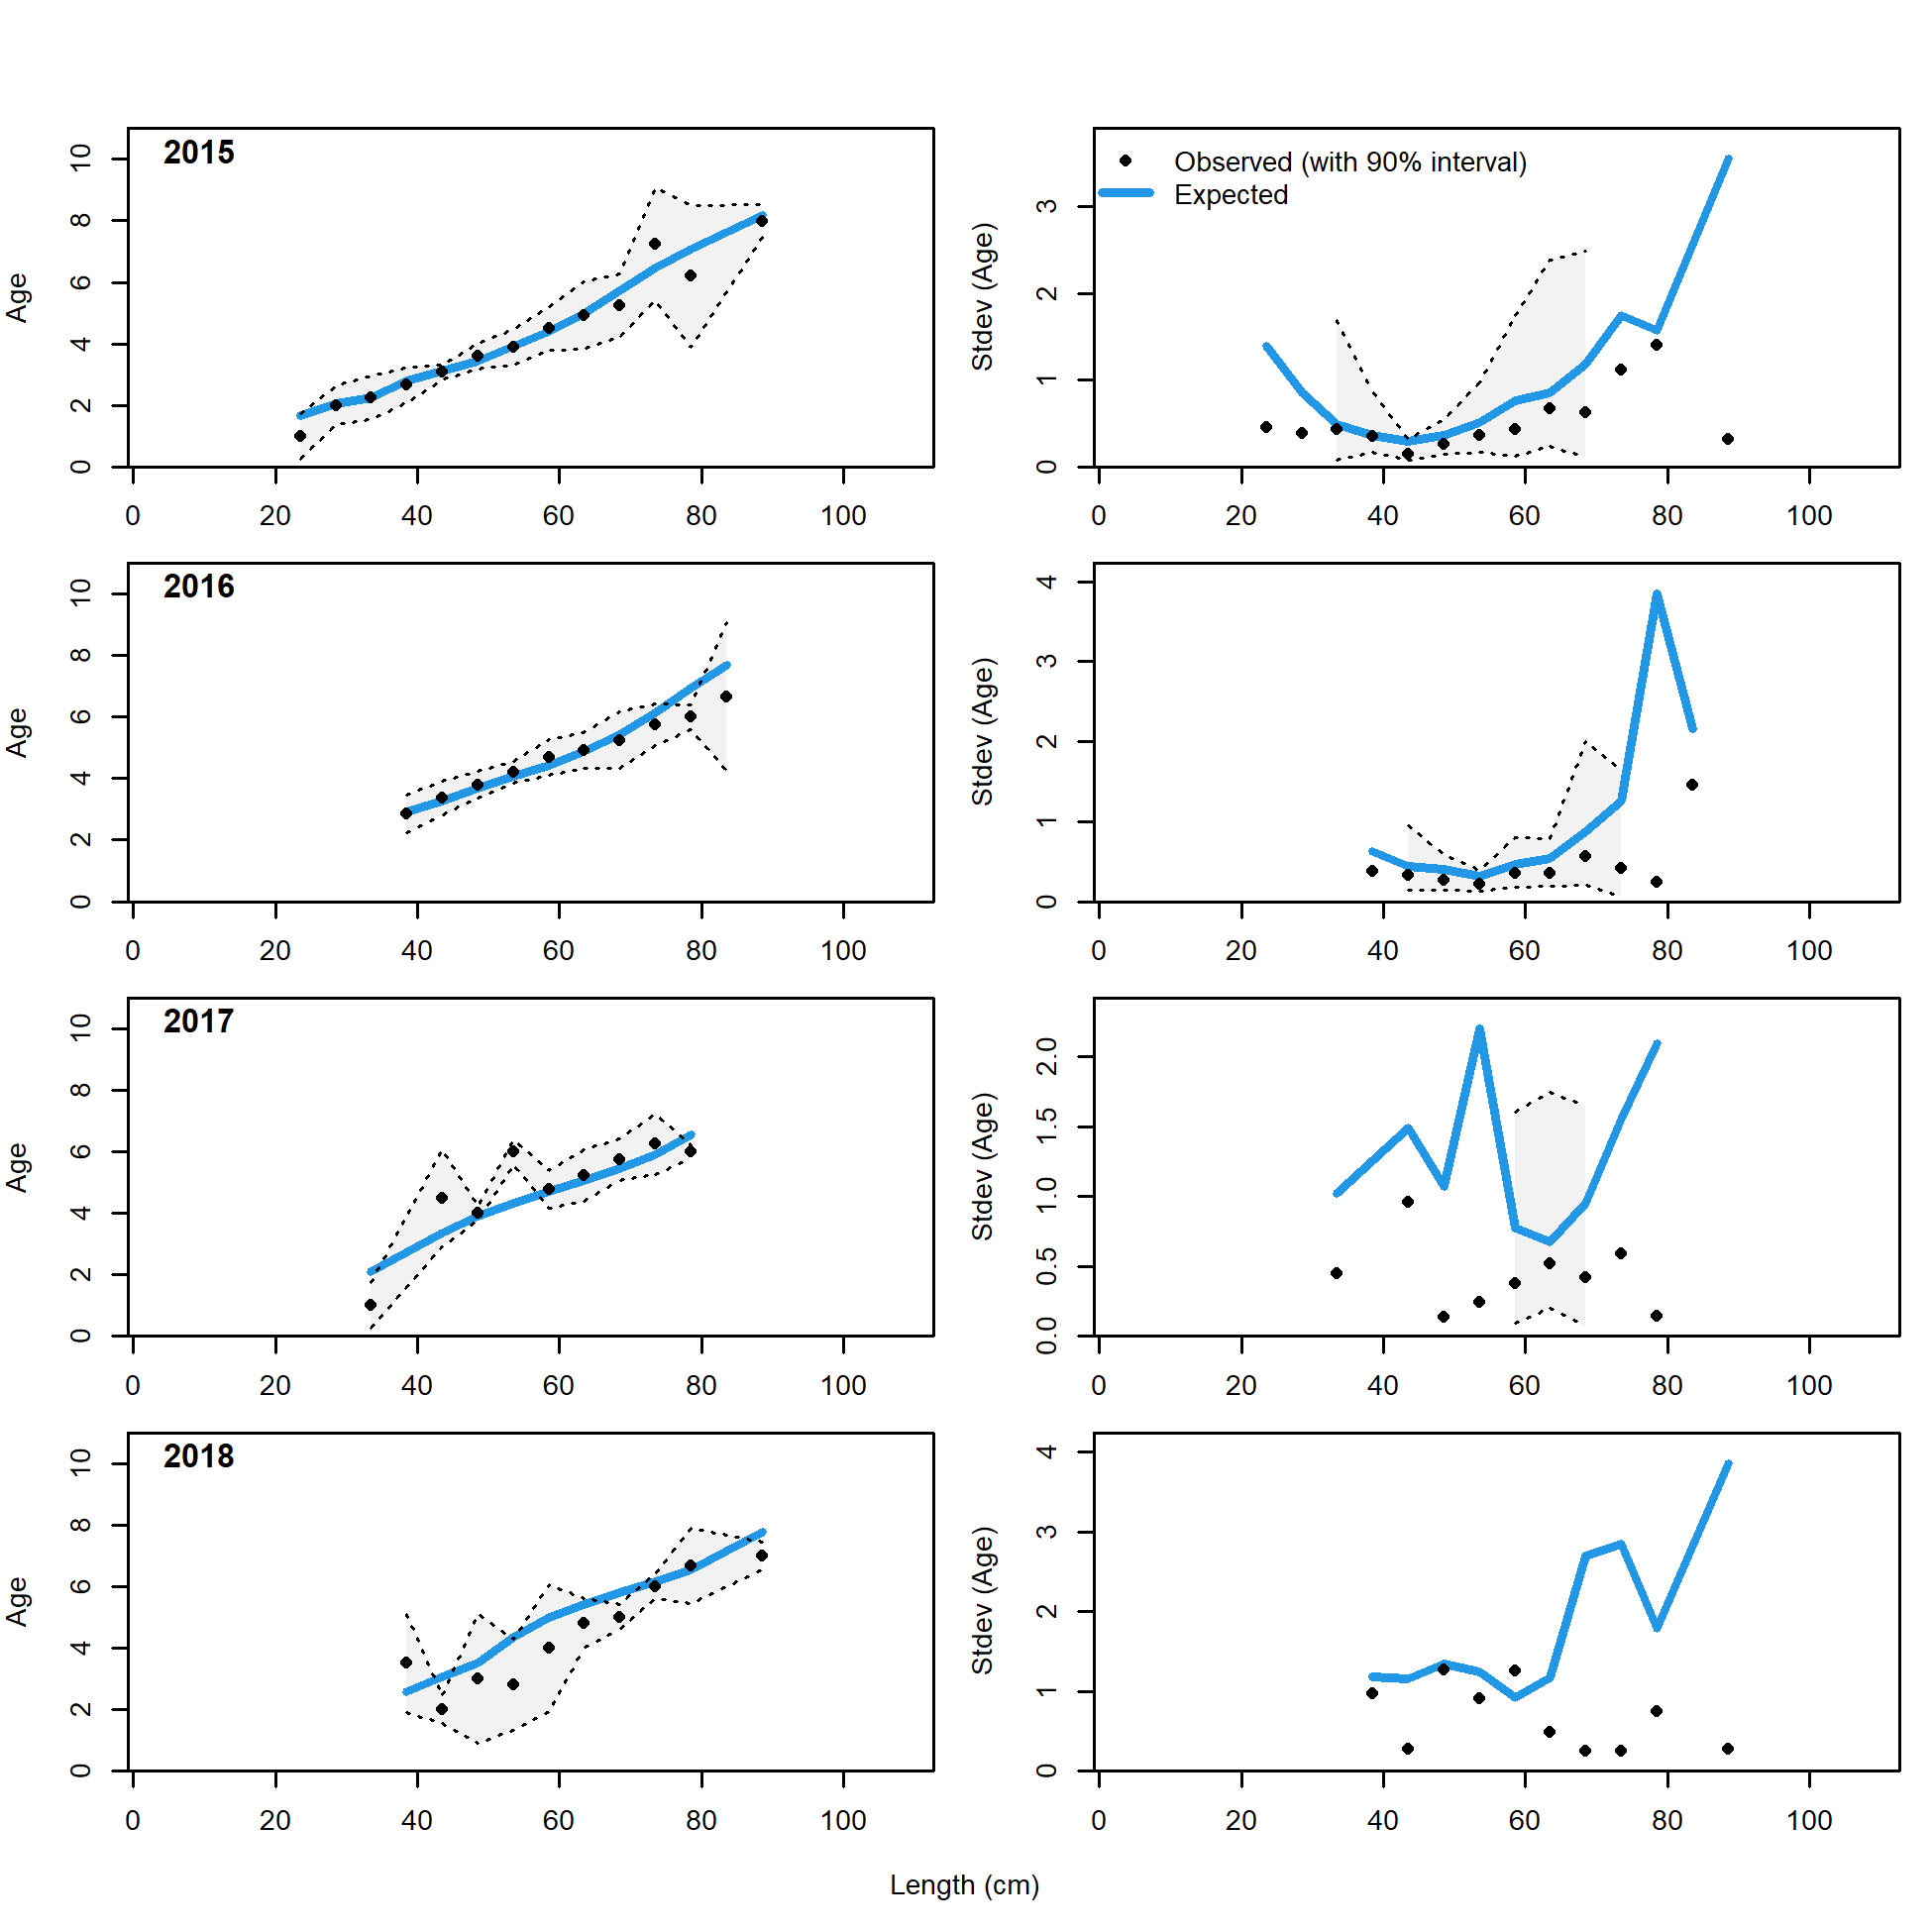 2015
Age
0 2 4 6 8 10
0 20 40 60 80 100
Observed (with 90% interval)
Expected
Stdev (Age)
0 1 2 3
0 20 40 60 80 100
2016
Age
0 2 4 6 8 10
0 20 40 60 80 100
Stdev (Age)
0 1 2 3 4
0 20 40 60 80 100
2017
Age
0 2 4 6 8 10
0 20 40 60 80 100
Stdev (Age)
0.0 0.5 1.0 1.5 2.0
0 20 40 60 80 100
2018
Age
0 2 4 6 8 10
0 20 40 60 80 100
Stdev (Age)
0 1 2 3 4
0 20 40 60 80 100
Length (cm)